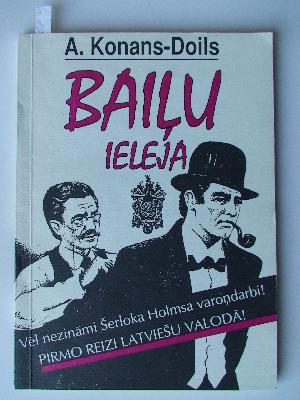 A. Konans-Doils
BAIĻU
IELEJA
Vēl nezināmi Šerloka Holmsa varoņdarbi!
PIRMO REIZI LATVIEŠU VALODĀ!